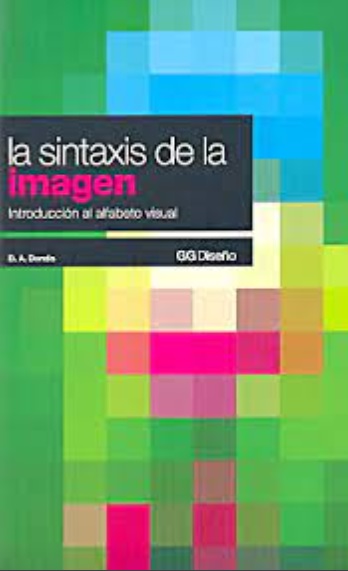 la sintaxis de la
imagen
Introducción al alfabeto visual
D. A. Dondis
GG Diseño